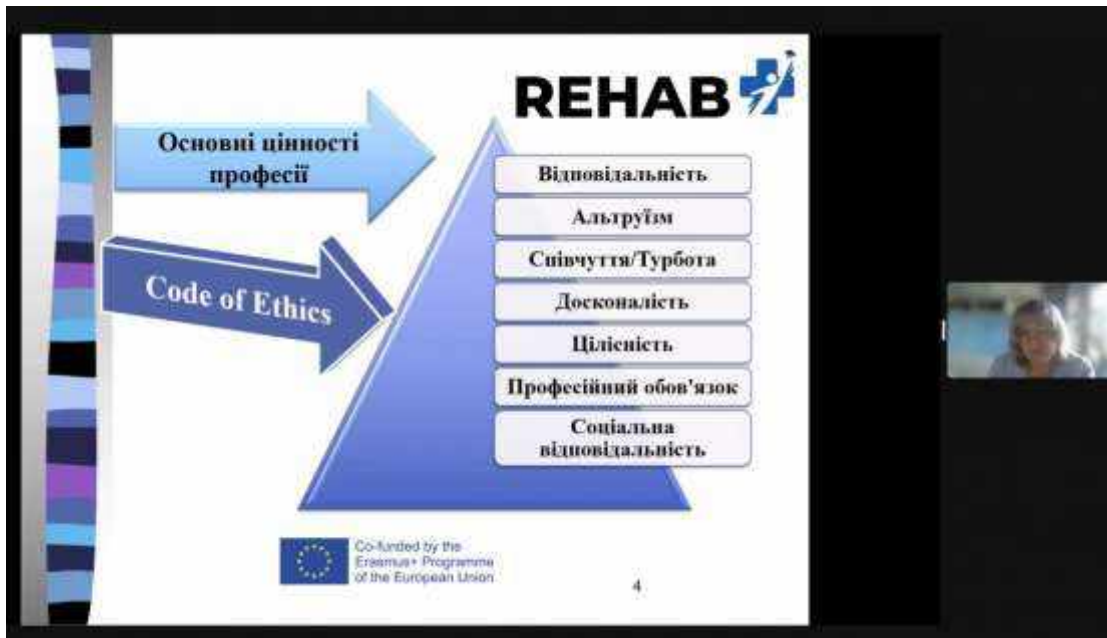 REHAB
Основні цінності
професії
Code of Ethics
Відповідальність
Альтруїзм
Співчуття/Турбота
Досконалість
Цілісність
Професійний обов'язок
Соціальна
відповідальність
Co-funded by the
Erasmus+ Programme
of the European Union
4